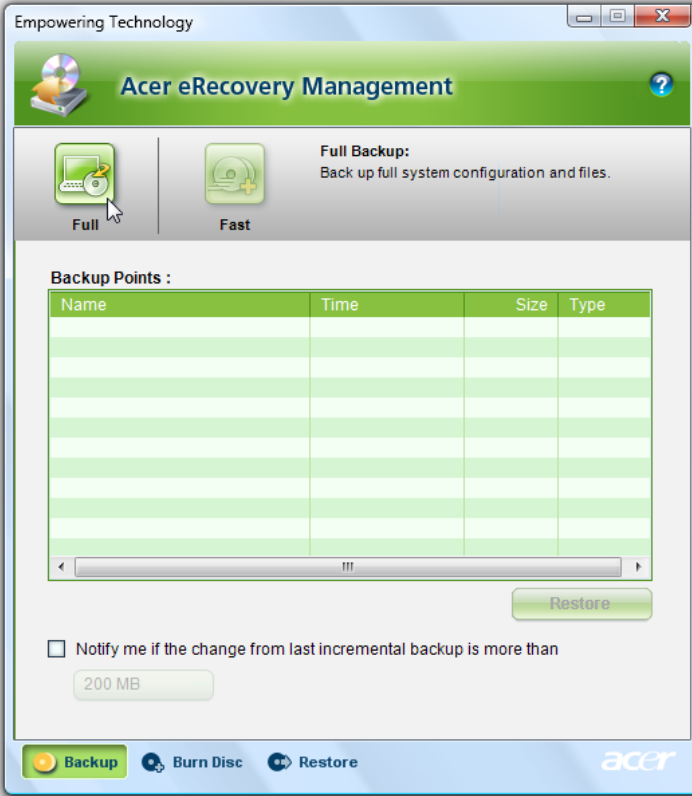 Empowering Technology
Acer eRecovery Management
?
Full Backup:
Back up full system configuration and files.
Full Fast
Backup Points :
Name Time Size Type
Restore
Notify me if the change from last incremental backup is more than
200 MB
Backup Burn Disc Restore acer